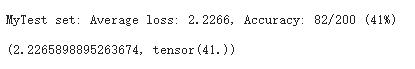 MyTest set: Average loss: 2.2266, Accuracy: 82/200 (41%)
(2.2265898895263674, tensor(41.))